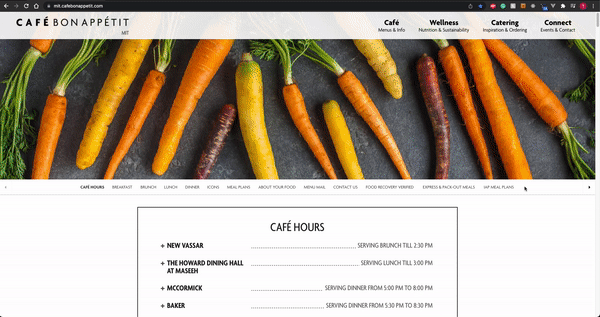 mit.cafebonappetit.com
CAFÉ BON APPÉTIT
MIT
Café
Menus & Info
Wellness
Nutrition & Sustainability
Catering
Inspiration & Ordering
Connect
Events & Contact
CAFÉ HOURS BREAKFAST BRUNCH LUNCH DINNER ICONS MEAL PLANS ABOUT YOUR FOOD MENU MAIL CONTACT US FOOD RECOVERY VERIFIED EXPRESS & PACK-OUT MEALS IAP MEAL PLANS
CAFÉ HOURS
+ NEW VASSAR SERVING BRUNCH TILL 2:30 PM
+ THE HOWARD DINING HALL AT MASEEH SERVING LUNCH TILL 3:00 PM
+ MCCORMICK SERVING DINNER FROM 5:00 PM TO 8:00 PM
+ BAKER SERVING DINNER FROM 5:30 PM TO 8:30 PM